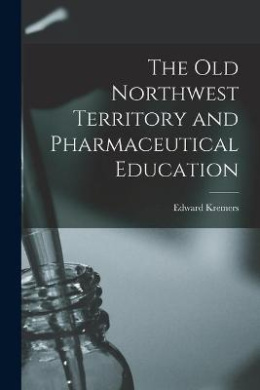 The Old
Northwest
Territory and
Pharmaceutical
Education
Edward Kremers